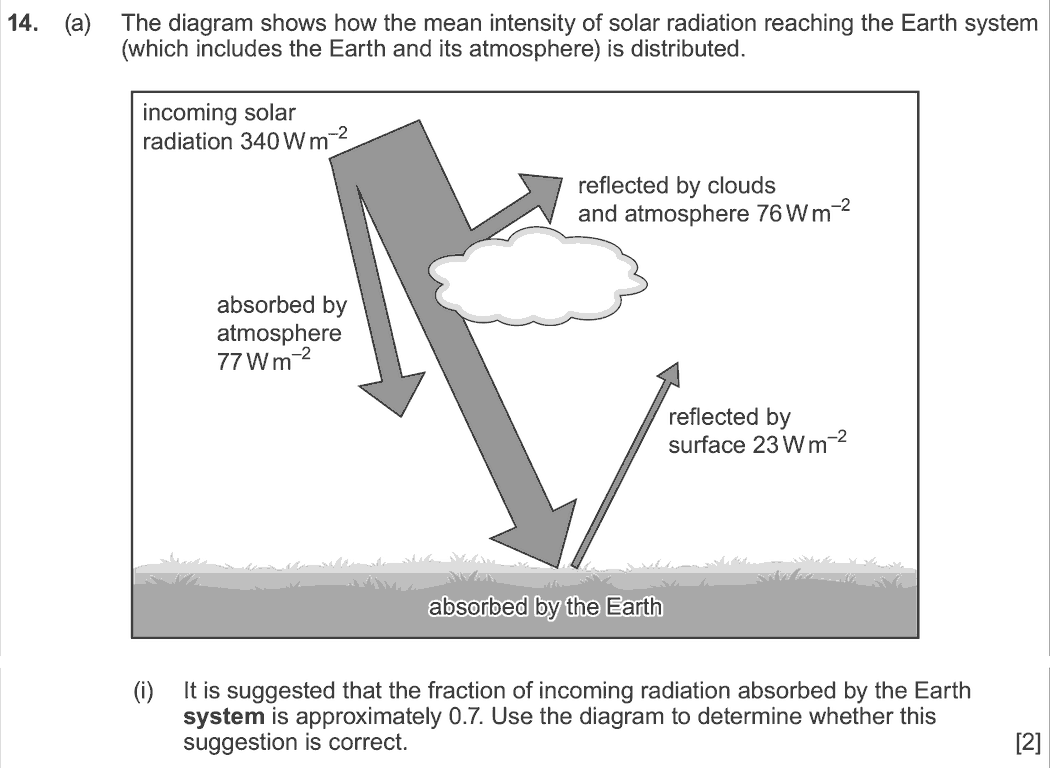 14. (a) The diagram shows how the mean intensity of solar radiation reaching the Earth system
(which includes the Earth and its atmosphere) is distributed.
incoming solar
radiation 340 W m⁻²
reflected by clouds
and atmosphere 76 W m⁻²
absorbed by
atmosphere
77 W m⁻²
reflected by
surface 23 W m⁻²
absorbed by the Earth
(i) It is suggested that the fraction of incoming radiation absorbed by the Earth
system is approximately 0.7. Use the diagram to determine whether this
suggestion is correct. [2]